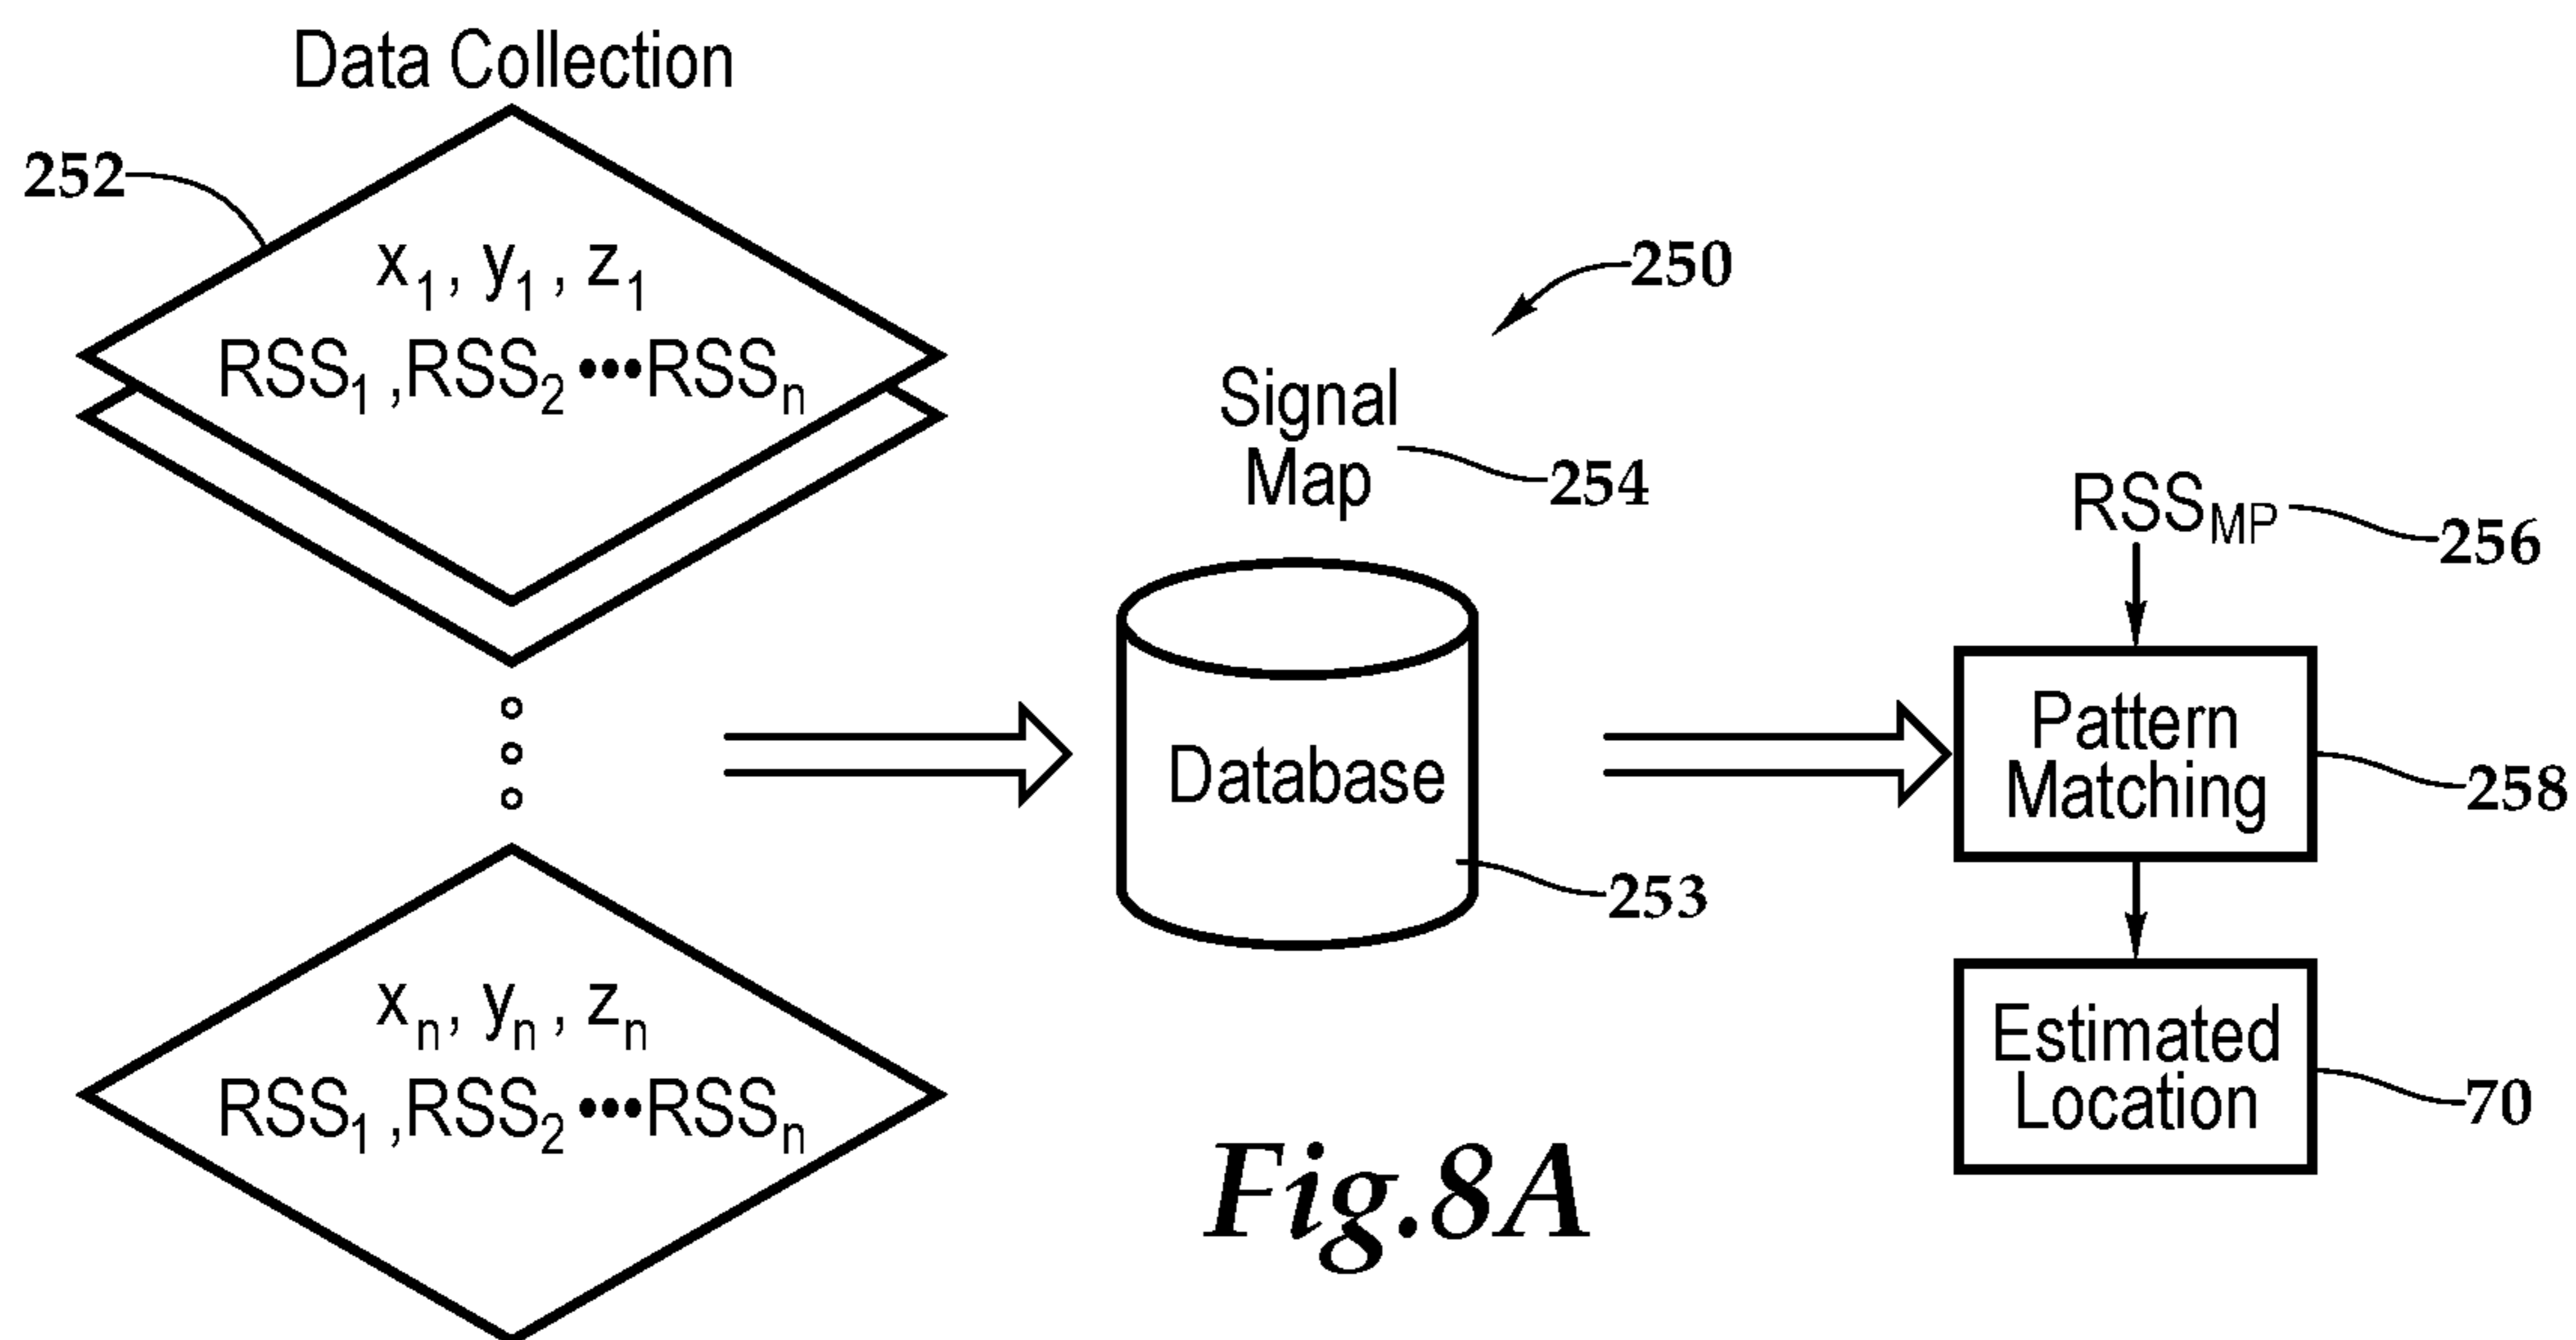 Data Collection
252
x₁, y₁, z₁
RSS₁ ,RSS₂ •••RSSₙ
250
Signal
Map
254
RSS_MP
256
Database
253
Pattern
Matching
258
xₙ, yₙ, zₙ
RSS₁ ,RSS₂ •••RSSₙ
Estimated
Location
70
Fig.8A